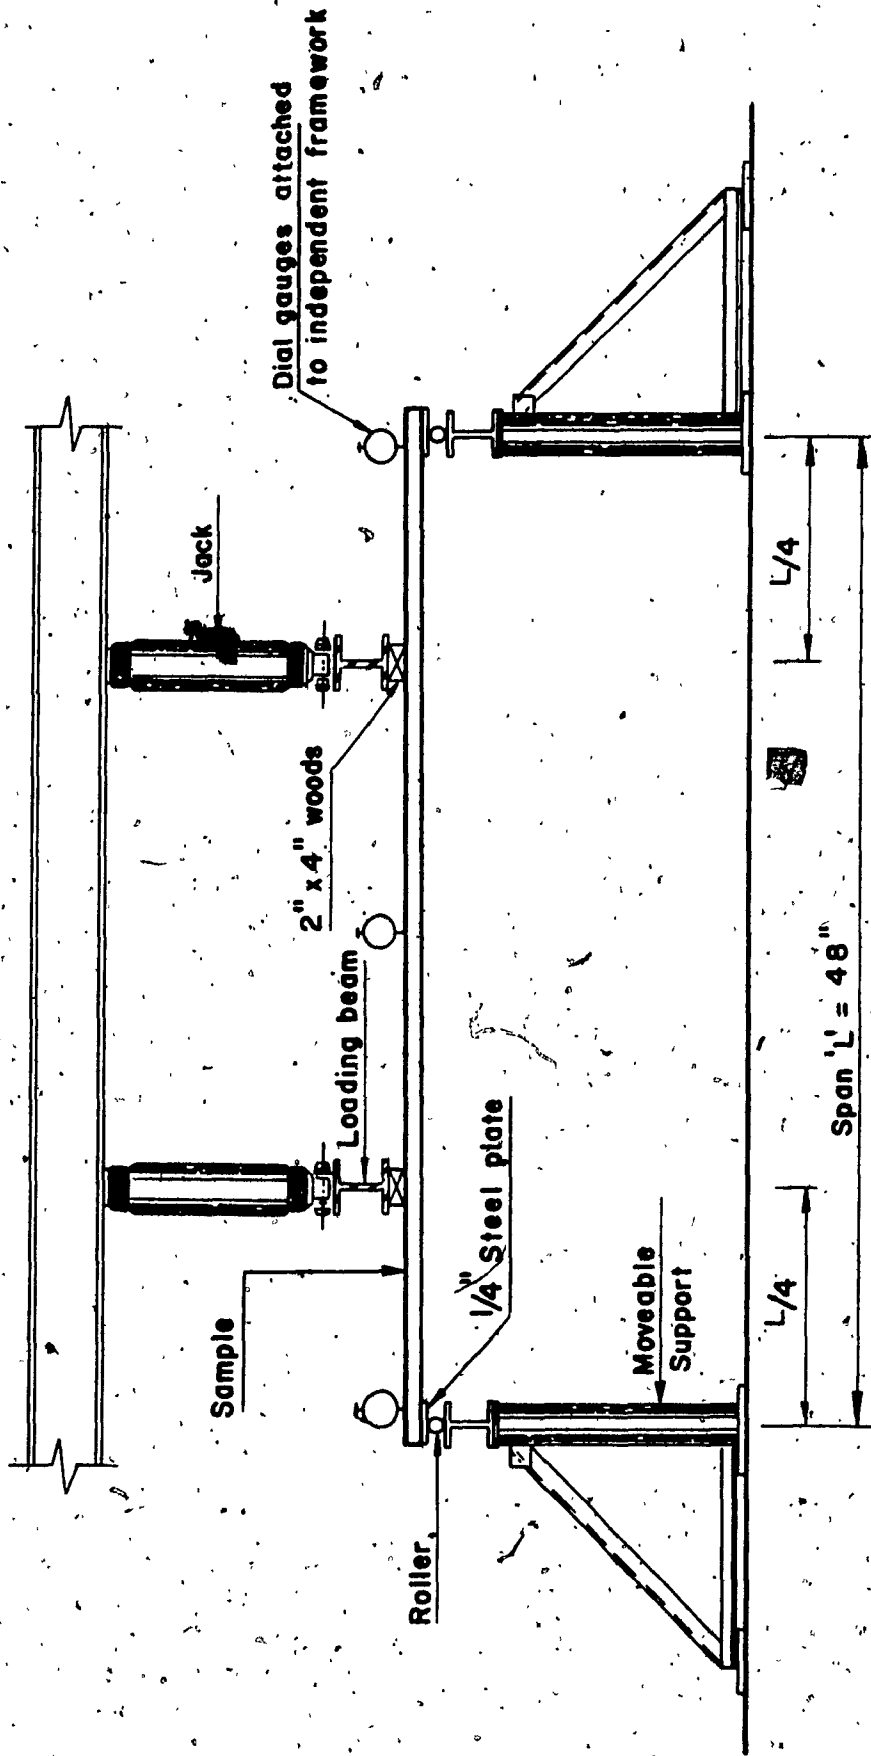 Dial gauges attached
to independent framework
Jack
2" x 4" woods
Loading beam
Sample
1/4" Steel plate
Roller
Moveable
Support
L/4
L/4
Span 'L' = 48"